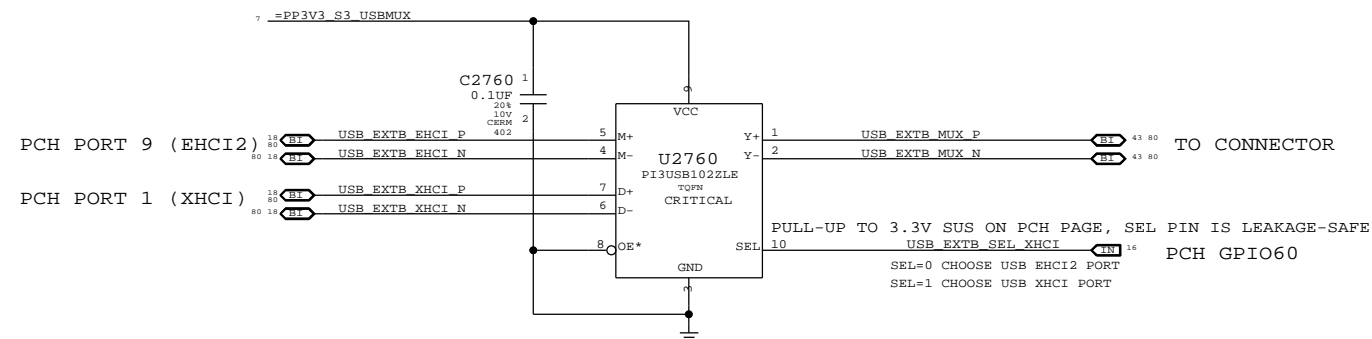 7 =PP3V3_S3_USBMUX
C2760 1
0.1UF
20%
10V
CERM 2
402
9
VCC
PCH PORT 9 (EHCI2) 18 80 BI USB_EXTB_EHCI_P 5 M+
80 18 BI USB_EXTB_EHCI_N 4 M-
PCH PORT 1 (XHCI) 18 80 BI USB_EXTB_XHCI_P 7 D+
80 18 BI USB_EXTB_XHCI_N 6 D-
8 OE*
U2760
PI3USB102ZLE
TQFN
CRITICAL
GND
3
Y+ 1 USB_EXTB_MUX_P BI 43 80
Y- 2 USB_EXTB_MUX_N BI 43 80
TO CONNECTOR
PULL-UP TO 3.3V SUS ON PCH PAGE, SEL PIN IS LEAKAGE-SAFE
SEL 10 USB_EXTB_SEL_XHCI IN 16
PCH GPIO60
SEL=0 CHOOSE USB EHCI2 PORT
SEL=1 CHOOSE USB XHCI PORT